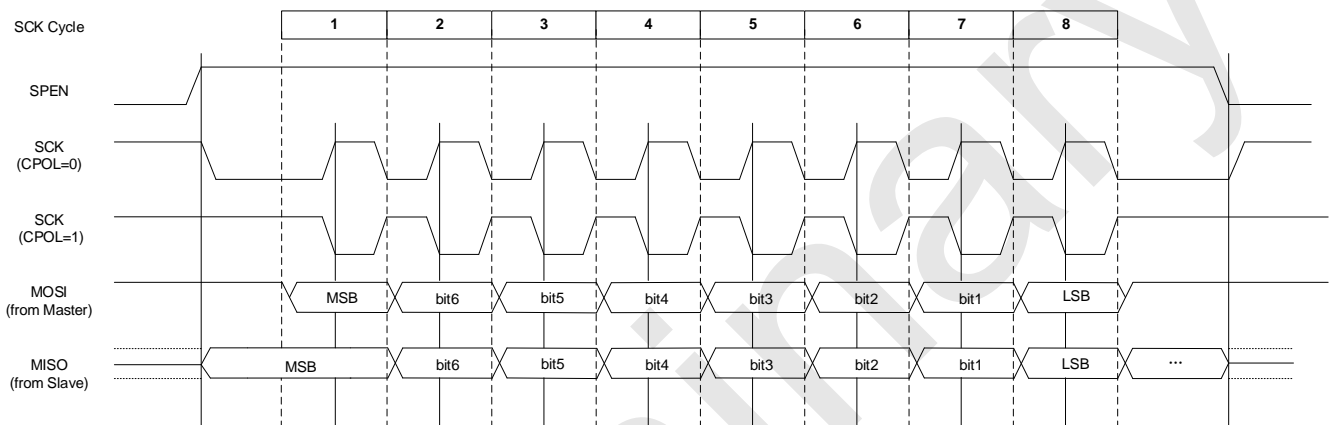 SCK Cycle 1 2 3 4 5 6 7 8
SPEN
SCK
(CPOL=0)
SCK
(CPOL=1)
MOSI
(from Master)
MSB bit6 bit5 bit4 bit3 bit2 bit1 LSB
MISO
(from Slave)
MSB bit6 bit5 bit4 bit3 bit2 bit1 LSB ...
inary